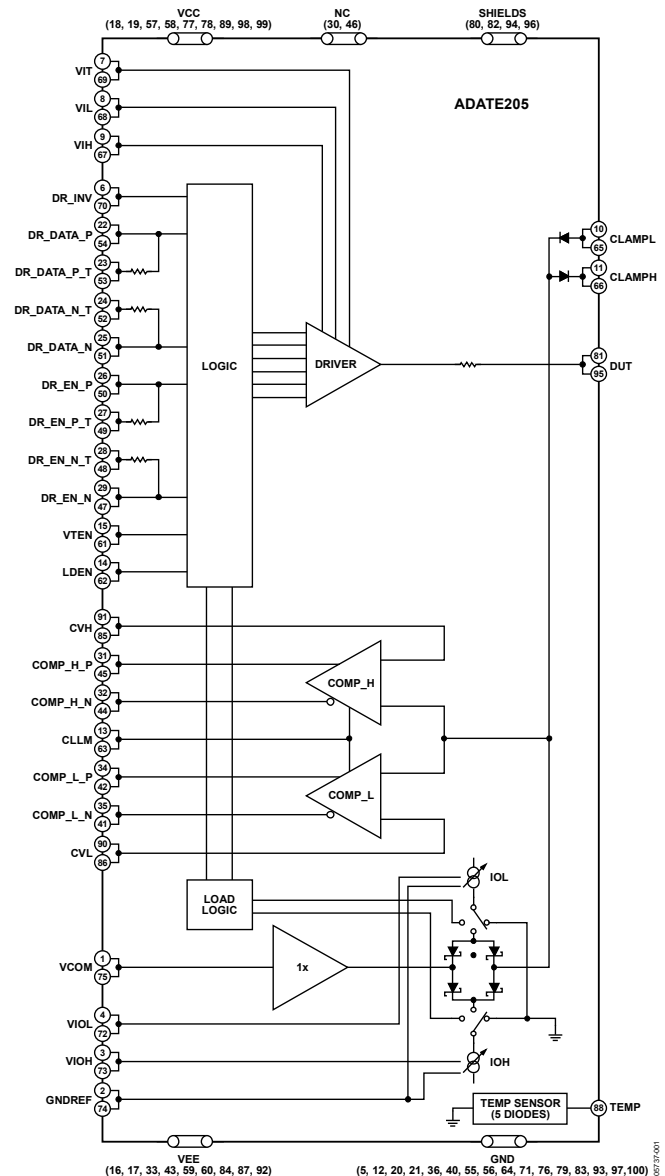 VCC
(18, 19, 57, 58, 77, 78, 89, 98, 99)
NC
(30, 46)
SHIELDS
(80, 82, 94, 96)
ADATE205
VIT
7
69
VIL
8
68
VIH
9
67
DR_INV
6
70
DR_DATA_P
22
54
DR_DATA_P_T
23
53
DR_DATA_N_T
24
52
DR_DATA_N
25
51
DR_EN_P
26
50
DR_EN_P_T
27
49
DR_EN_N_T
28
48
DR_EN_N
29
47
VTEN
15
61
LDEN
14
62
LOGIC
DRIVER
10
65
CLAMPL
11
66
CLAMPH
81
95
DUT
CVH
91
85
COMP_H_P
31
45
COMP_H_N
32
44
CLLM
13
63
COMP_L_P
34
42
COMP_L_N
35
41
CVL
90
86
COMP_H
COMP_L
LOAD
LOGIC
IOL
VCOM
1
75
1x
VIOL
4
72
VIOH
3
73
IOH
GNDREF
2
74
TEMP SENSOR
(5 DIODES)
88
TEMP
VEE
(16, 17, 33, 43, 59, 60, 84, 87, 92)
GND
(5, 12, 20, 21, 36, 40, 55, 56, 64, 71, 76, 79, 83, 93, 97,100)
05737-001